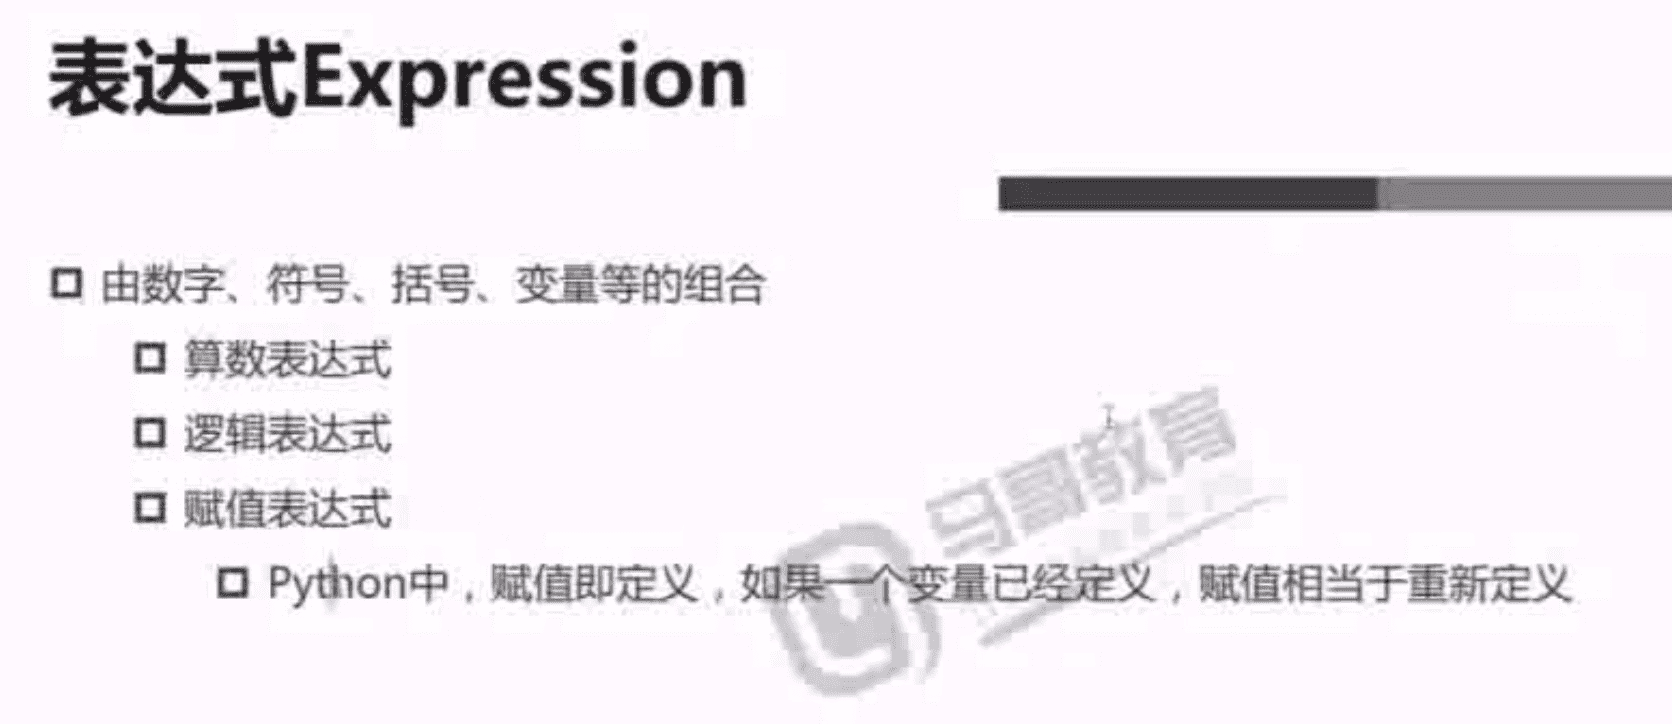 表达式Expression
由数字、符号、括号、变量等的组合
算数表达式
逻辑表达式
赋值表达式
Python中，赋值即定义，如果一个变量已经定义，赋值相当于重新定义
马哥教育